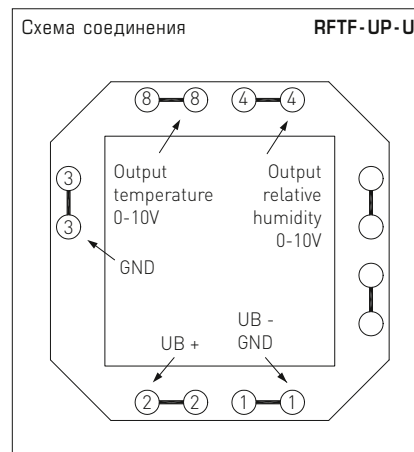 Схема соединения RFTF-UP-U
8 8 4 4
Output
temperature
0-10V
Output
relative
humidity
0-10V
3
3
GND
UB +
UB -
GND
2 2 1 1